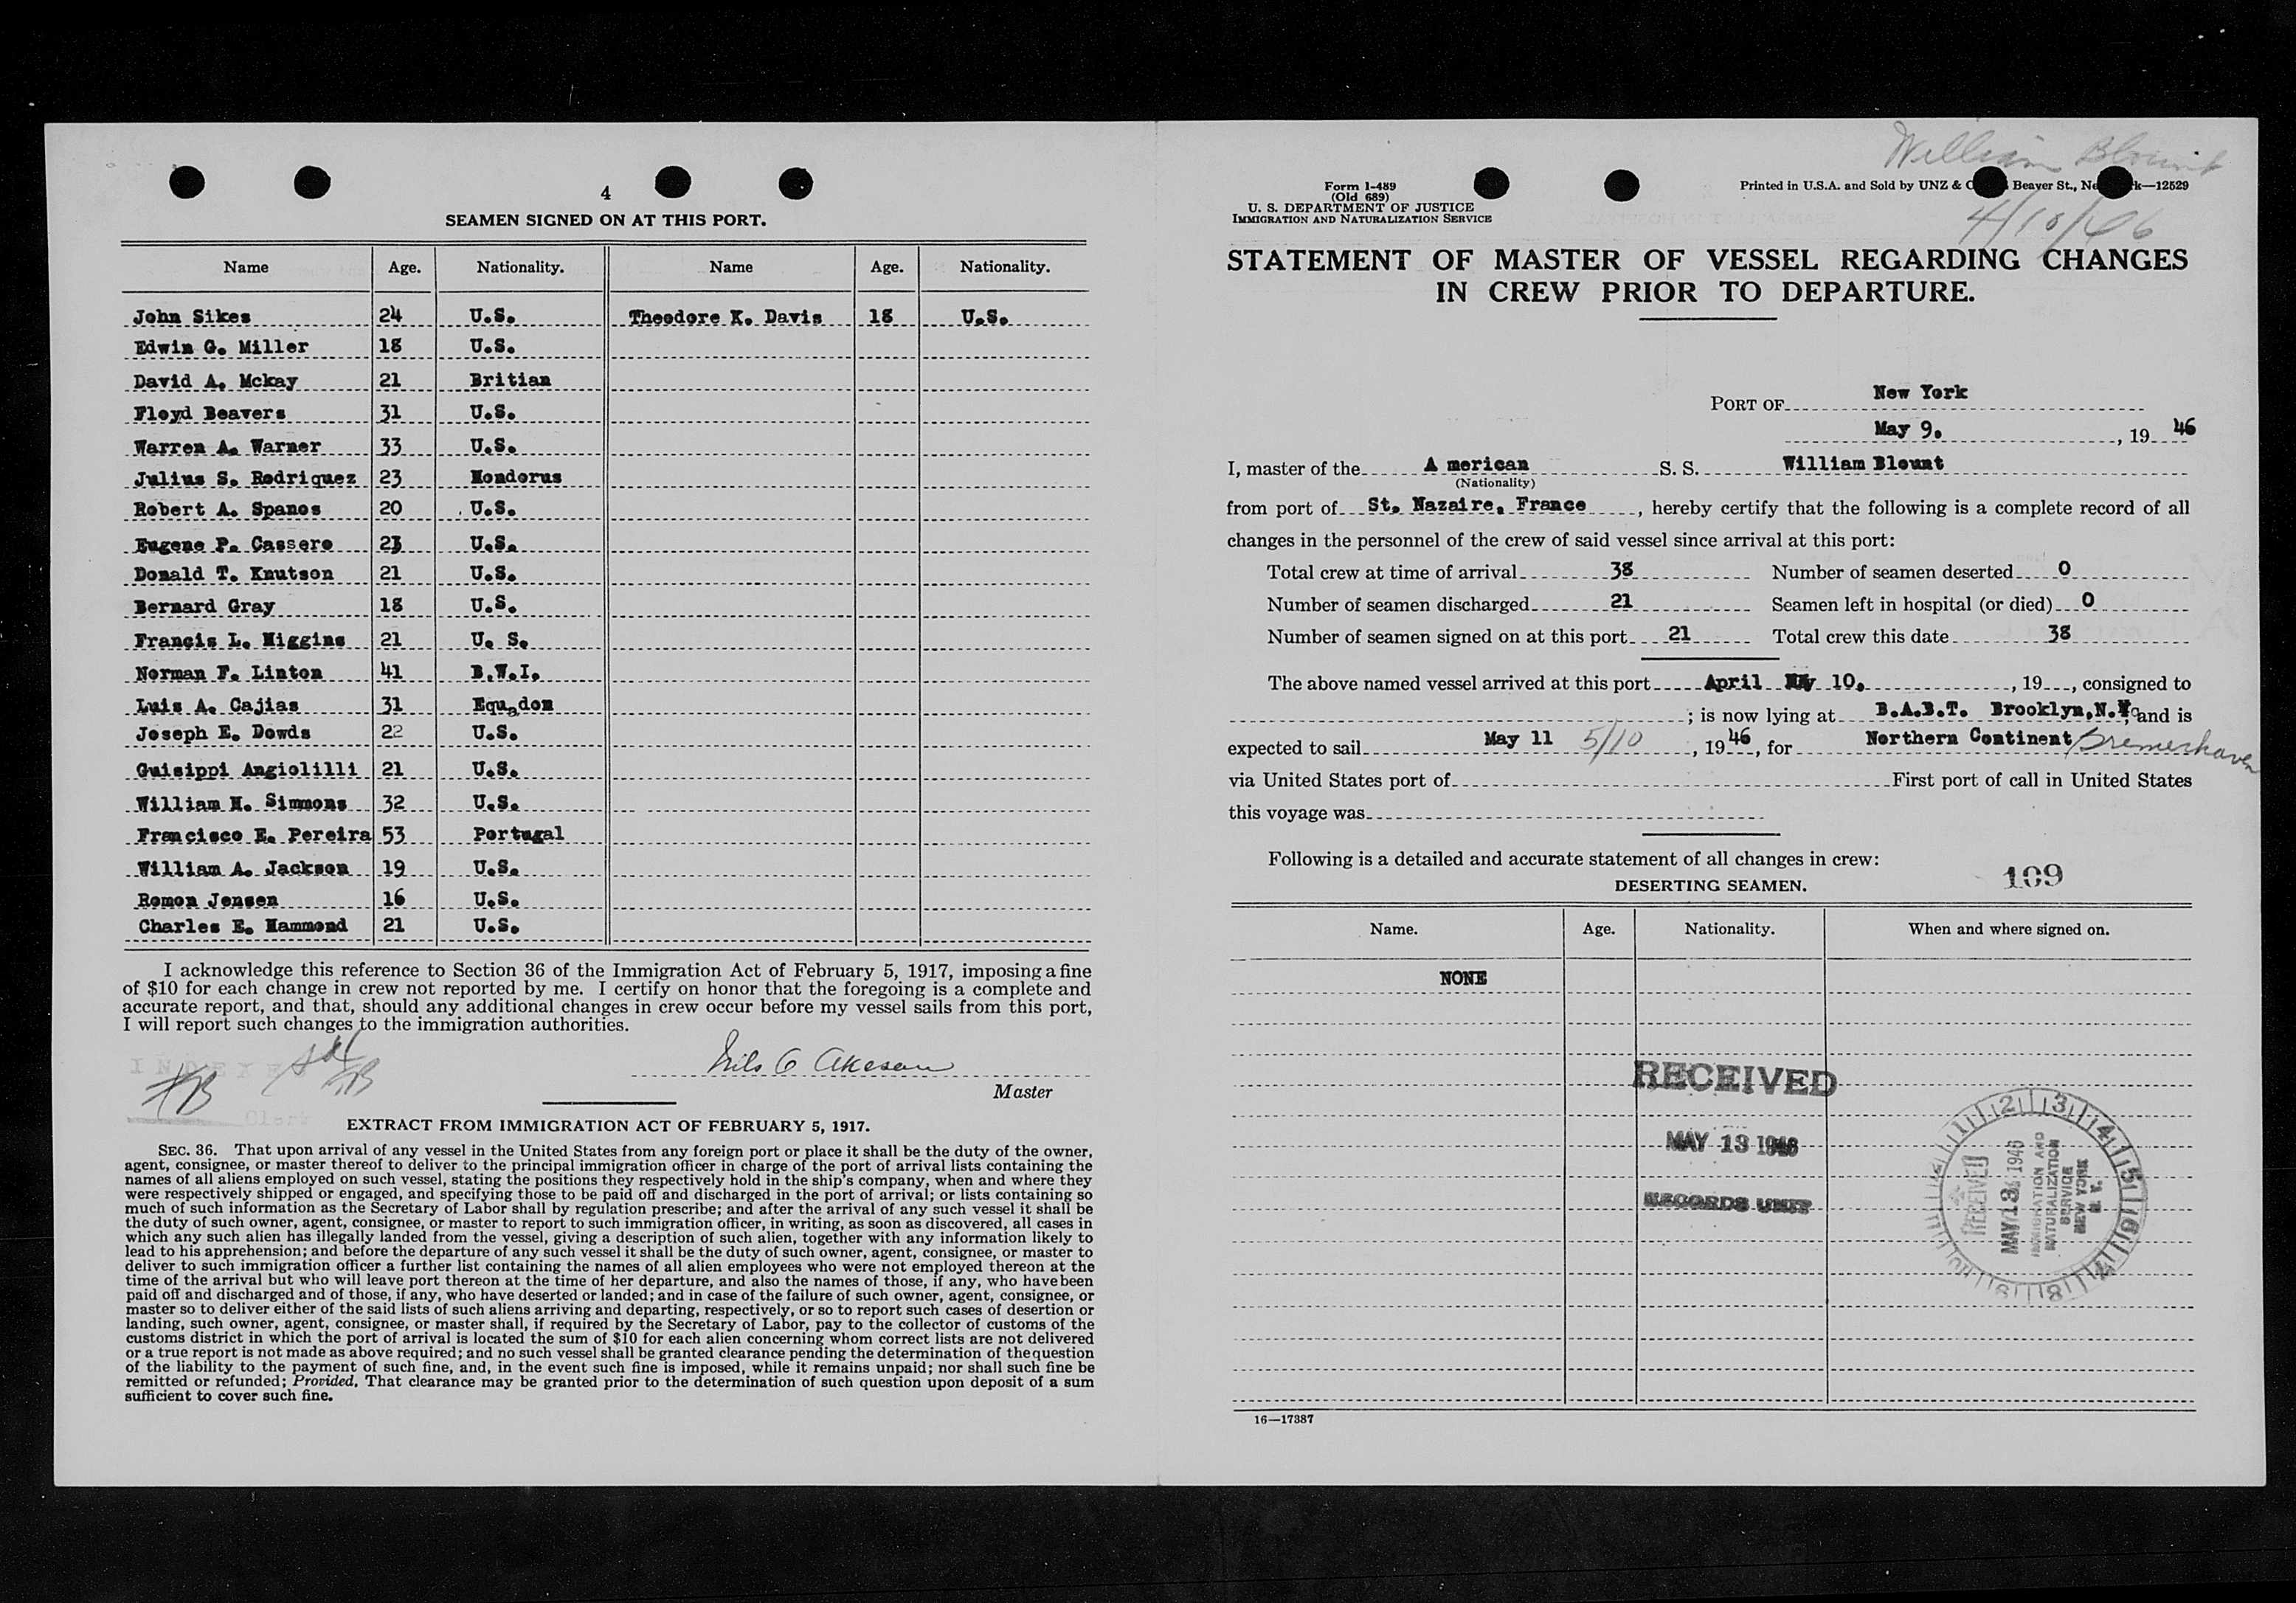 4
SEAMEN SIGNED ON AT THIS PORT.
Name Age. Nationality. Name Age. Nationality.
John Sikes 24 U.S. Theodore K. Davis 18 U.S.
Edwin G. Miller 18 U.S.
David A. Mckay 21 Britian
Floyd Beavers 31 U.S.
Warren A. Warner 33 U.S.
Julius S. Rodriquez 23 Hondorus
Robert A. Spanos 20 U.S.
Eugene P. Cassero 23 U.S.
Donald T. Knutson 21 U.S.
Bernard Gray 18 U.S.
Francis L. Higgins 21 U. S.
Norman F. Linton 41 B.W.I.
Luis A. Cajias 31 Equadon
Joseph E. Dowds 22 U.S.
Guisippi Angiolilli 21 U.S.
William H. Simmons 32 U.S.
Francisco E. Pereira 53 Portugal
William A. Jackson 19 U.S.
Romon Jensen 16 U.S.
Charles E. Hammond 21 U.S.
I acknowledge this reference to Section 36 of the Immigration Act of February 5, 1917, imposing a fine
of $10 for each change in crew not reported by me. I certify on honor that the foregoing is a complete and
accurate report, and that, should any additional changes in crew occur before my vessel sails from this port,
I will report such changes to the immigration authorities.
Nils C Akeson
Master
EXTRACT FROM IMMIGRATION ACT OF FEBRUARY 5, 1917.
SEC. 36. That upon arrival of any vessel in the United States from any foreign port or place it shall be the duty of the owner,
agent, consignee, or master thereof to deliver to the principal immigration officer in charge of the port of arrival lists containing the
names of all aliens employed on such vessel, stating the positions they respectively hold in the ship's company, when and where they
were respectively shipped or engaged, and specifying those to be paid off and discharged in the port of arrival; or lists containing so
much of such information as the Secretary of Labor shall by regulation prescribe; and after the arrival of any such vessel it shall be
the duty of such owner, agent, consignee, or master to report to such immigration officer, in writing, as soon as discovered, all cases in
which any such alien has illegally landed from the vessel, giving a description of such alien, together with any information likely to
lead to his apprehension; and before the departure of any such vessel it shall be the duty of such owner, agent, consignee, or master to
deliver to such immigration officer a further list containing the names of all alien employees who were not employed thereon at the
time of the arrival but who will leave port thereon at the time of her departure, and also the names of those, if any, who have been
paid off and discharged and of those, if any, who have deserted or landed; and in case of the failure of such owner, agent, consignee, or
master so to deliver either of the said lists of such aliens arriving and departing, respectively, or so to report such cases of desertion or
landing, such owner, agent, consignee, or master shall, if required by the Secretary of Labor, pay to the collector of customs of the
customs district in which the port of arrival is located the sum of $10 for each alien concerning whom correct lists are not delivered
or a true report is not made as above required; and no such vessel shall be granted clearance pending the determination of the question
of the liability to the payment of such fine, and, in the event such fine is imposed, while it remains unpaid; nor shall such fine be
remitted or refunded; Provided, That clearance may be granted prior to the determination of such question upon deposit of a sum
sufficient to cover such fine.
William Blount
4/10/46
Form I-489
(Old 689)
U. S. DEPARTMENT OF JUSTICE
IMMIGRATION AND NATURALIZATION SERVICE
Printed in U.S.A. and Sold by UNZ & Beaver St., 12529
STATEMENT OF MASTER OF VESSEL REGARDING CHANGES
IN CREW PRIOR TO DEPARTURE.
PORT OF New York
May 9. , 19 46
I, master of the A merican S. S. William Blount
(Nationality)
from port of St. Nazaire, France , hereby certify that the following is a complete record of all
changes in the personnel of the crew of said vessel since arrival at this port:
Total crew at time of arrival 38 Number of seamen deserted 0
Number of seamen discharged 21 Seamen left in hospital (or died) 0
Number of seamen signed on at this port 21 Total crew this date 38
The above named vessel arrived at this port April 10. , 19 , consigned to
; is now lying at B.A.B.T. Brooklyn,N.Y. and is
expected to sail May 11 5/10 , 19 46 , for Northern Continent/Bremerhaven
via United States port of First port of call in United States
this voyage was
Following is a detailed and accurate statement of all changes in crew:
109
DESERTING SEAMEN.
Name. Age. Nationality. When and where signed on.
NONE
RECEIVED
MAY 13 1946
RECORDS UNIT
RECEIVED
MAY 13 1946
IMMIGRATION AND
NATURALIZATION
SERVICE
NEW YORK
N. Y.
16—17387